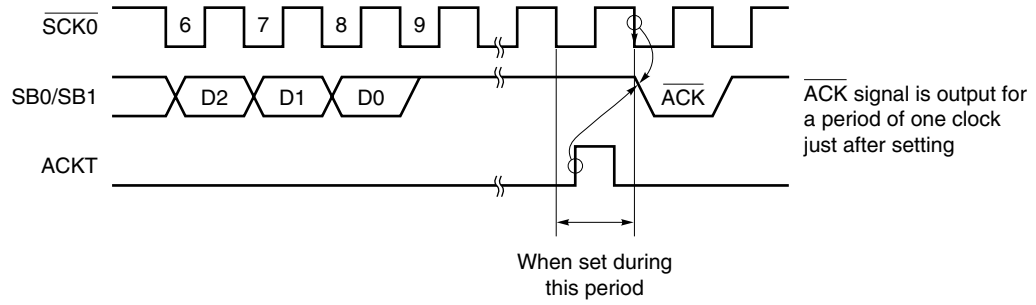 SCK0 6 7 8 9
SB0/SB1 D2 D1 D0 ACK
ACK signal is output for
a period of one clock
just after setting
ACKT
When set during
this period